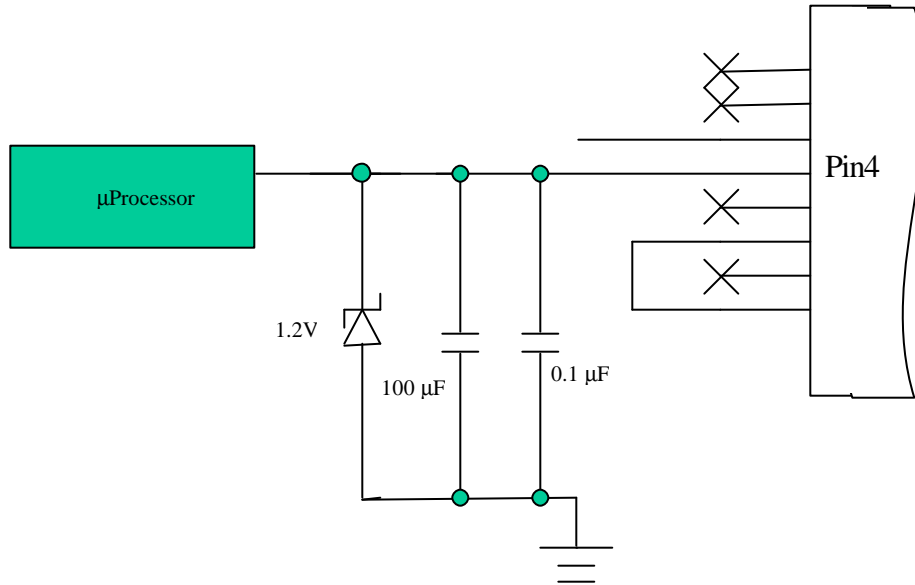 Pin4
μProcessor
1.2V
100 μF
0.1 μF